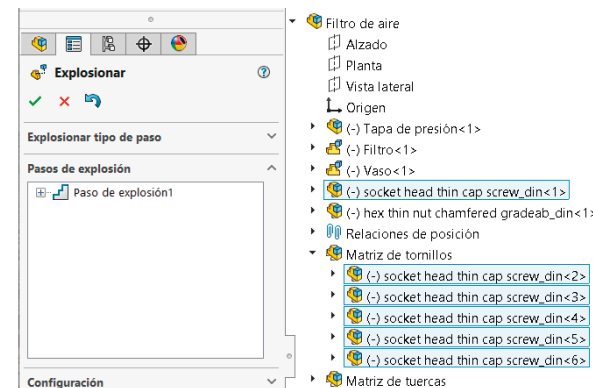 Explosionar
Explosionar tipo de paso
Pasos de explosión
Paso de explosión1
Configuración
Filtro de aire
Alzado
Planta
Vista lateral
Origen
(-) Tapa de presión<1>
(-) Filtro<1>
(-) Vaso<1>
(-) socket head thin cap screw_din<1>
(-) hex thin nut chamfered gradeab_din<1>
Relaciones de posición
Matriz de tornillos
(-) socket head thin cap screw_din<2>
(-) socket head thin cap screw_din<3>
(-) socket head thin cap screw_din<4>
(-) socket head thin cap screw_din<5>
(-) socket head thin cap screw_din<6>
Matriz de tuercas